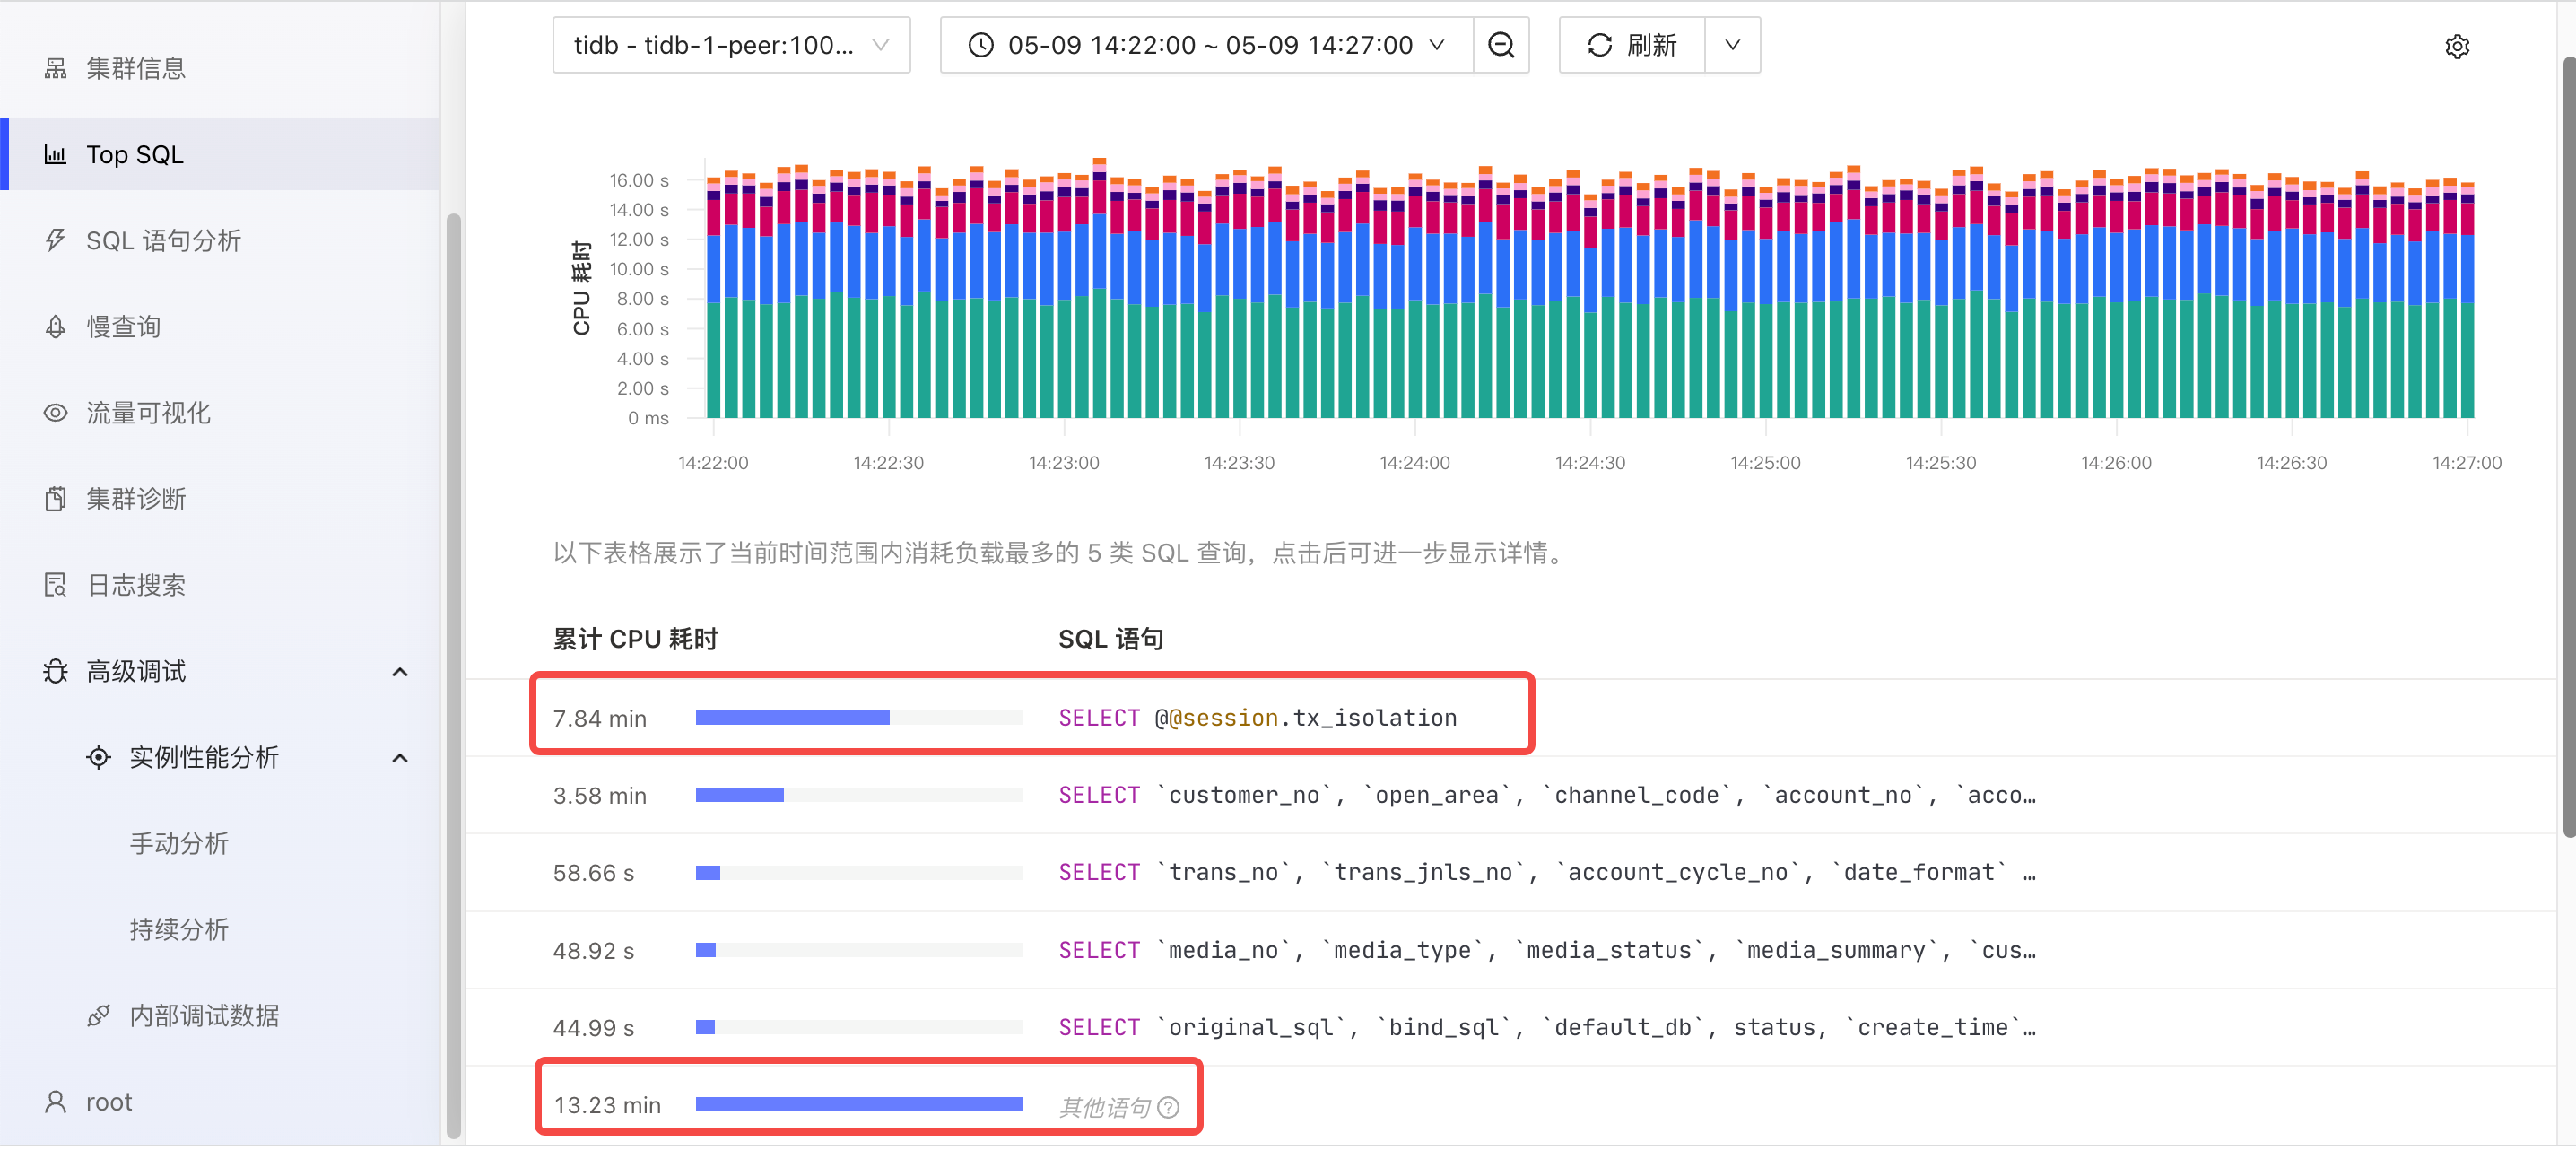 集群信息
Top SQL
SQL 语句分析
慢查询
流量可视化
集群诊断
日志搜索
高级调试
实例性能分析
手动分析
持续分析
内部调试数据
root
tidb - tidb-1-peer:100...
05-09 14:22:00 ~ 05-09 14:27:00
刷新
CPU 耗时
16.00 s
14.00 s
12.00 s
10.00 s
8.00 s
6.00 s
4.00 s
2.00 s
0 ms
14:22:00 14:22:30 14:23:00 14:23:30 14:24:00 14:24:30 14:25:00 14:25:30 14:26:00 14:26:30 14:27:00
以下表格展示了当前时间范围内消耗负载最多的 5 类 SQL 查询，点击后可进一步显示详情。
累计 CPU 耗时 SQL 语句
7.84 min SELECT @@session.tx_isolation
3.58 min SELECT `customer_no`, `open_area`, `channel_code`, `account_no`, `acco…
58.66 s SELECT `trans_no`, `trans_jnls_no`, `account_cycle_no`, `date_format` …
48.92 s SELECT `media_no`, `media_type`, `media_status`, `media_summary`, `cus…
44.99 s SELECT `original_sql`, `bind_sql`, `default_db`, status, `create_time`…
13.23 min 其他语句